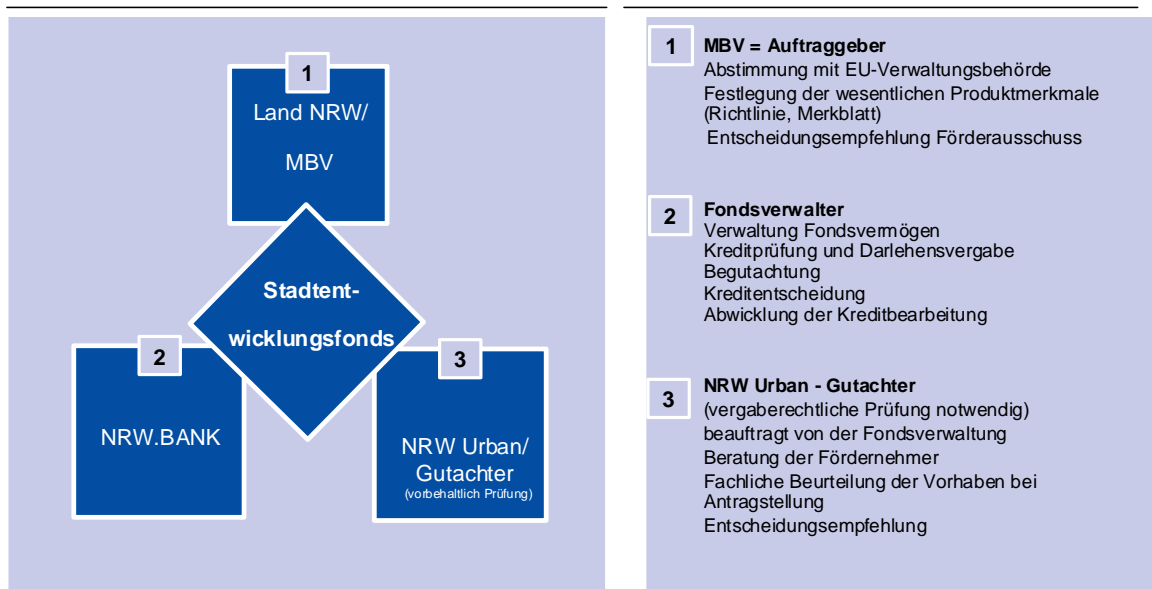 1
Land NRW/
MBV
Stadtent-
wicklungsfonds
2
NRW.BANK
3
NRW Urban/
Gutachter
(vorbehaltlich Prüfung)
1 MBV = Auftraggeber
Abstimmung mit EU-Verwaltungsbehörde
Festlegung der wesentlichen Produktmerkmale
(Richtlinie, Merkblatt)
Entscheidungsempfehlung Förderausschuss
2 Fondsverwalter
Verwaltung Fondsvermögen
Kreditprüfung und Darlehensvergabe
Begutachtung
Kreditentscheidung
Abwicklung der Kreditbearbeitung
3 NRW Urban - Gutachter
(vergaberechtliche Prüfung notwendig)
beauftragt von der Fondsverwaltung
Beratung der Fördernehmer
Fachliche Beurteilung der Vorhaben bei
Antragstellung
Entscheidungsempfehlung